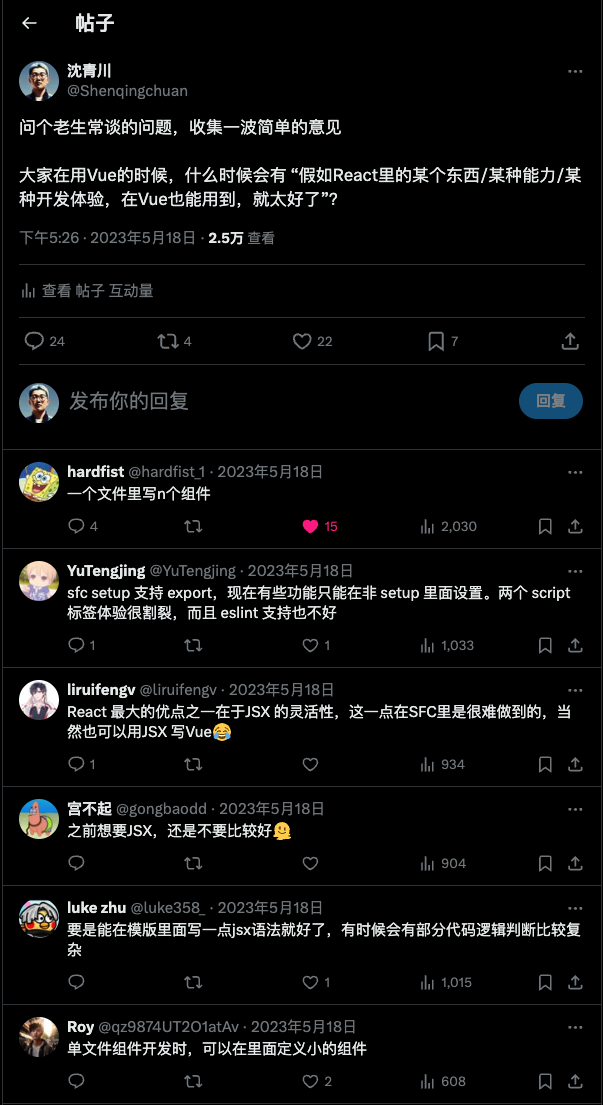 帖子
沈青川
@Shenqingchuan
问个老生常谈的问题，收集一波简单的意见
大家在用Vue的时候，什么时候会有 “假如React里的某个东西/某种能力/某
种开发体验，在Vue也能用到，就太好了”?
下午5:26 · 2023年5月18日 · 2.5万 查看
查看 帖子 互动量
24 4 22 7
发布你的回复 回复
hardfist @hardfist_1 · 2023年5月18日
一个文件里写n个组件
4 15 2,030
YuTengjing @YuTengjing · 2023年5月18日
sfc setup 支持 export，现在有些功能只能在非 setup 里面设置。两个 script
标签体验很割裂，而且 eslint 支持也不好
1 1 1,033
liruifengv @liruifengv · 2023年5月18日
React 最大的优点之一在于JSX 的灵活性，这一点在SFC里是很难做到的，当
然也可以用JSX 写Vue😂
1 934
宫不起 @gongbaodd · 2023年5月18日
之前想要JSX，还是不要比较好🫠
904
luke zhu @luke358_ · 2023年5月18日
要是能在模版里面写一点jsx语法就好了，有时候会有部分代码逻辑判断比较复
杂
1 1,015
Roy @qz9874UT2O1atAv · 2023年5月18日
单文件组件开发时，可以在里面定义小的组件
2 608